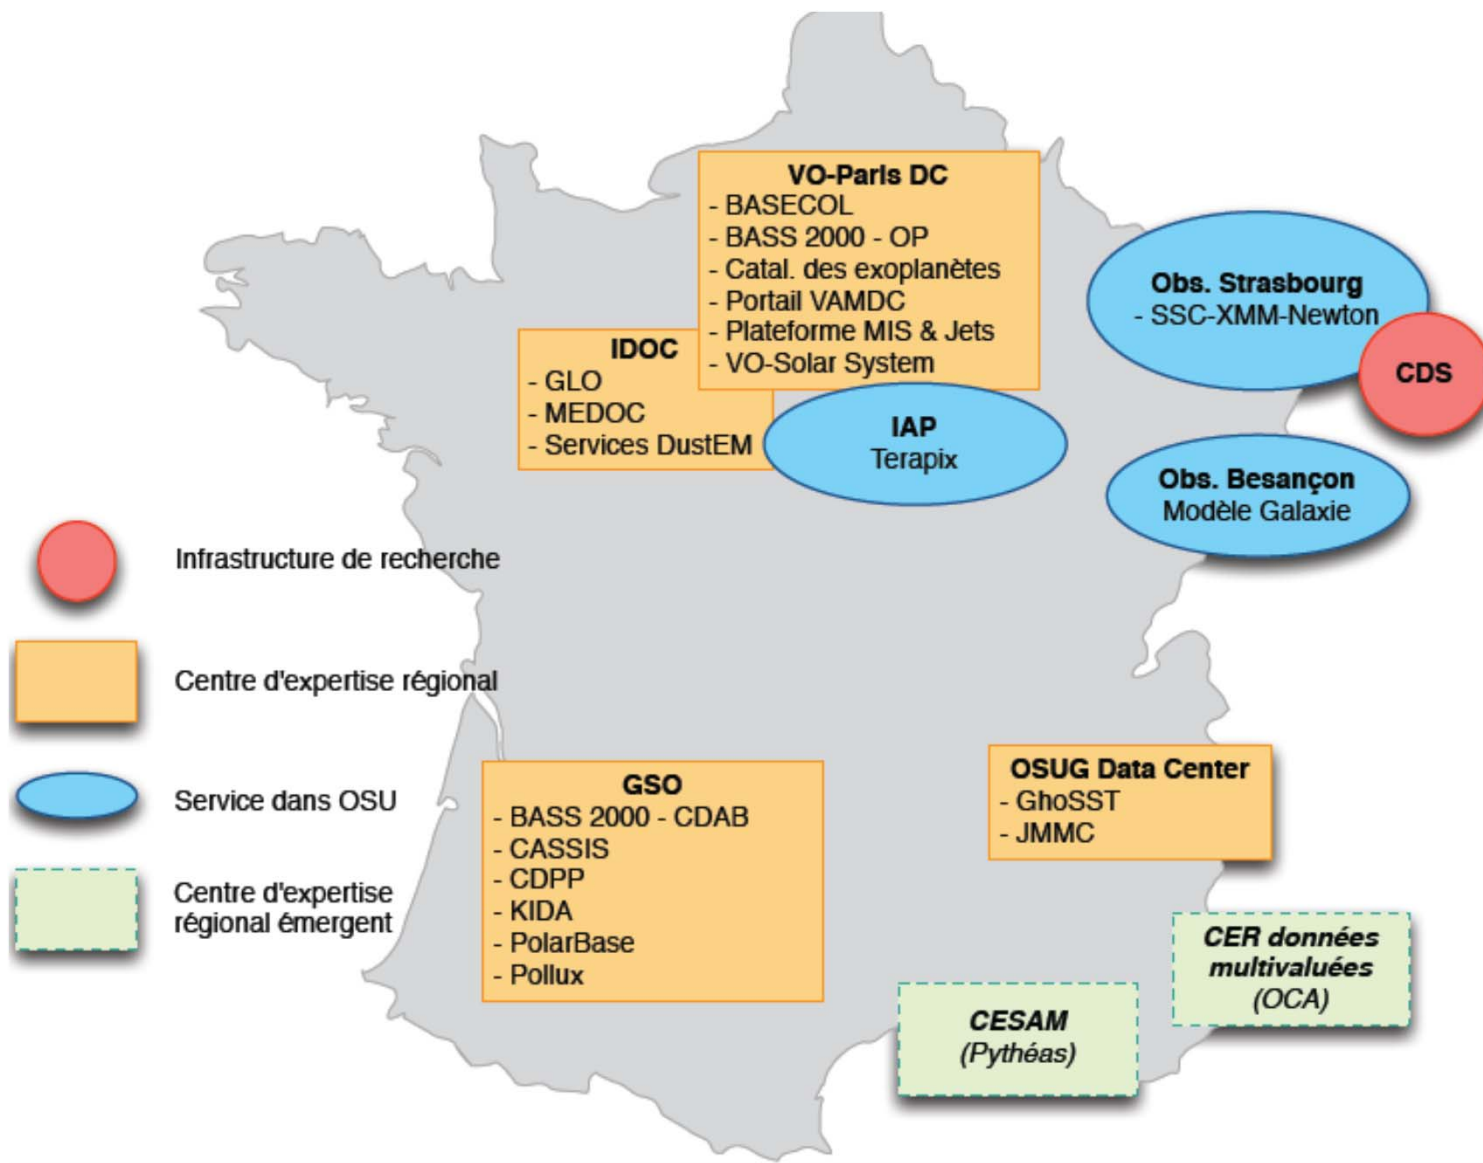 VO-Paris DC
- BASECOL
- BASS 2000 - OP
- Catal. des exoplanètes
- Portail VAMDC
- Plateforme MIS & Jets
- VO-Solar System
Obs. Strasbourg
- SSC-XMM-Newton
CDS
IDOC
- GLO
- MEDOC
- Services DustEM
IAP
Terapix
Obs. Besançon
Modèle Galaxie
Infrastructure de recherche
Centre d'expertise régional
Service dans OSU
Centre d'expertise
régional émergent
GSO
- BASS 2000 - CDAB
- CASSIS
- CDPP
- KIDA
- PolarBase
- Pollux
OSUG Data Center
- GhoSST
- JMMC
CER données
multivaluées
(OCA)
CESAM
(Pythéas)